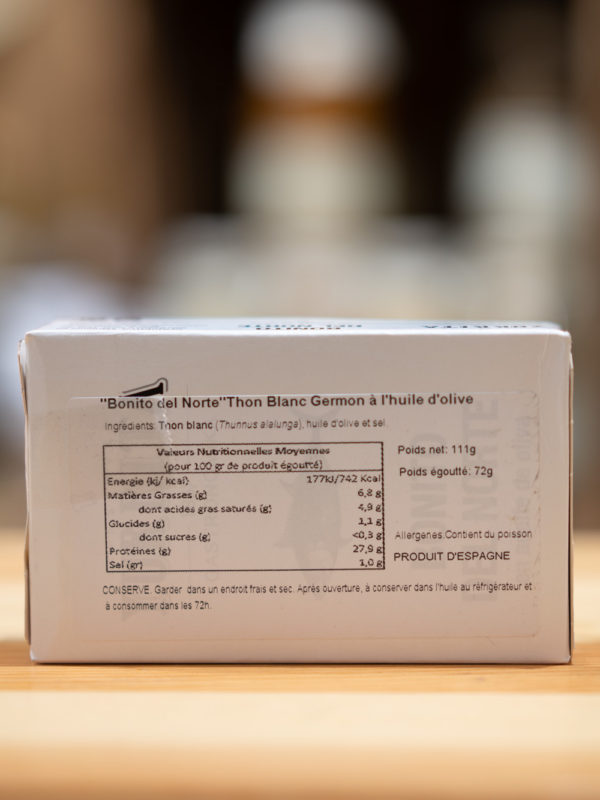 "Bonito del Norte"Thon Blanc Germon à l'huile d'olive
Ingredients: Thon blanc (Thunnus alalunga), huile d'olive et sel.
Valeurs Nutritionnelles Moyennes
(pour 100 gr de produit égoutté)
Energie (kj/ kcal) 177kJ/742 Kcal
Matières Grasses (g) 6,8 g
dont acides gras saturés (g) 4,9 g
Glucides (g) 1,1 g
dont sucres (g) <0,3 g
Protéines (g) 27,9 g
Sel (gr) 1,0 g
Poids net: 111g
Poids égoutté: 72g
Allergenes:Contient du poisson
PRODUIT D'ESPAGNE
CONSERVE. Garder dans un endroit frais et sec. Après ouverture, à conserver dans l'huile au réfrigérateur et
à consommer dans les 72h.